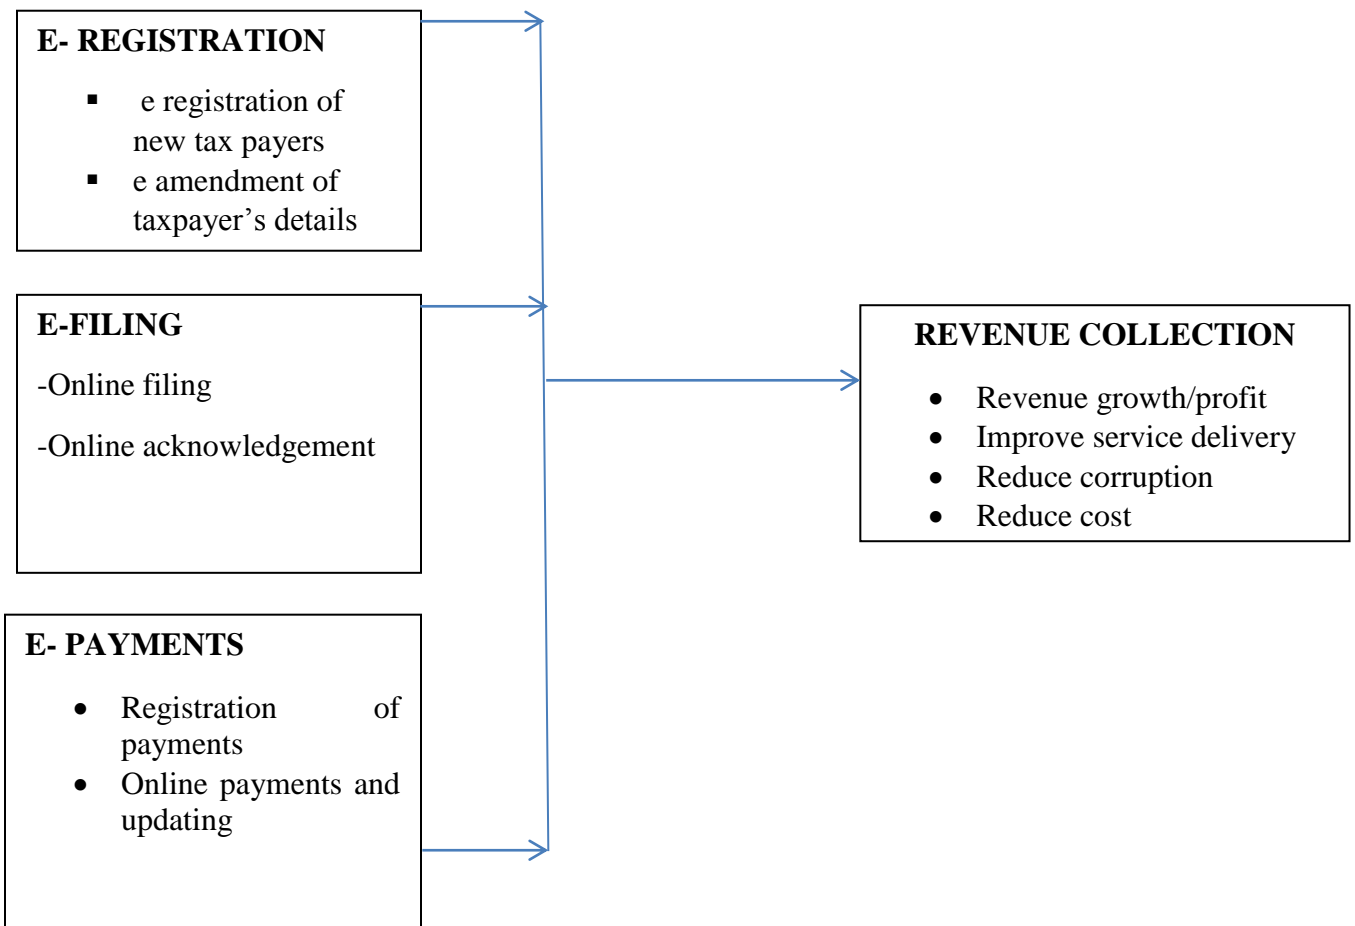 E- REGISTRATION
▪ e registration of
new tax payers
▪ e amendment of
taxpayer’s details
E-FILING
-Online filing
-Online acknowledgement
E- PAYMENTS
• Registration of
payments
• Online payments and
updating
REVENUE COLLECTION
• Revenue growth/profit
• Improve service delivery
• Reduce corruption
• Reduce cost